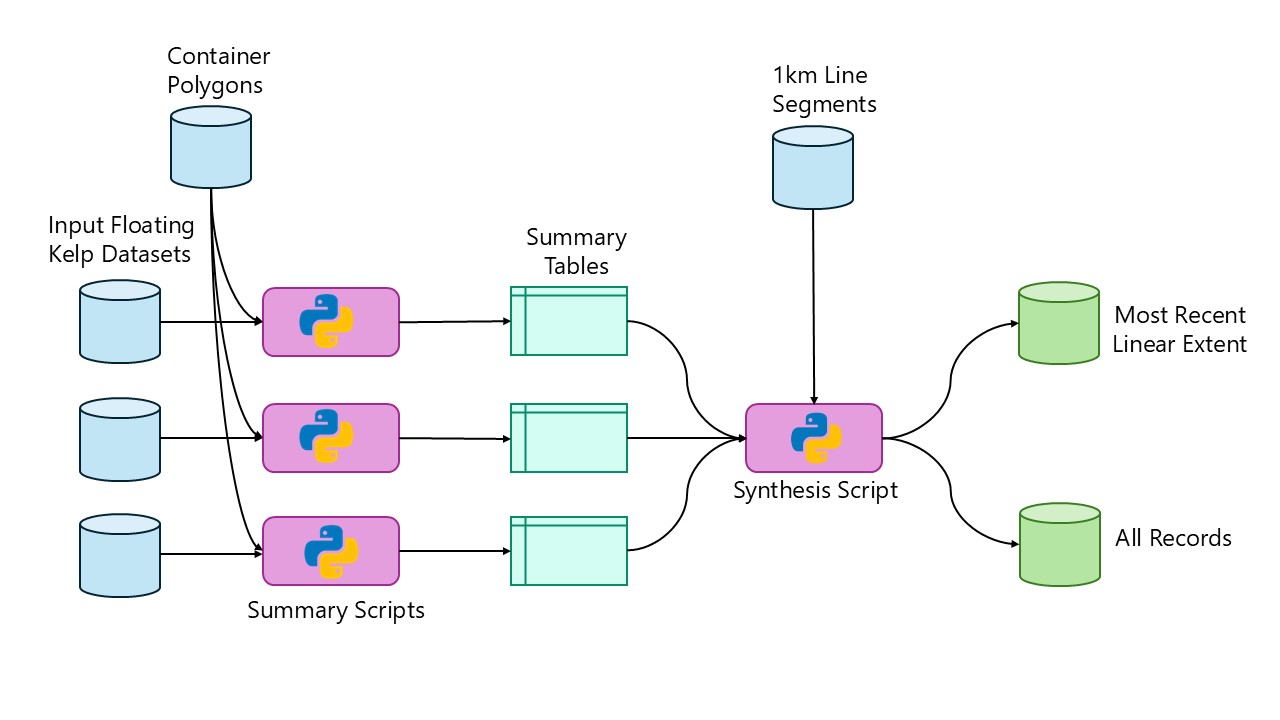 Container
Polygons
1km Line
Segments
Input Floating
Kelp Datasets
Summary
Tables
Most Recent
Linear Extent
Synthesis Script
All Records
Summary Scripts